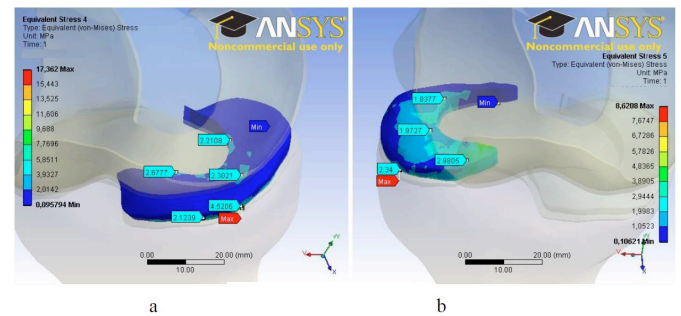 Equivalent Stress 4
Type: Equivalent (von-Mises) Stress
Unit: MPa
Time: 1
ANSYS
Noncommercial use only
17,362 Max
15,443
13,525
11,606
9,688
7,7696
5,8511
3,9327
2,0142
0,095794 Min
Min
2.2108
2.6777
2.3021
4.5206
2.1239
Max
0.00
20.00 (mm)
10.00
Y
X
a
ANSYS
Noncommercial use only
Equivalent Stress 5
Type: Equivalent (von-Mises) Stress
Unit: MPa
Time: 1
8,6208 Max
7,6747
6,7286
5,7826
4,8365
3,8905
2,9444
1,9983
1,0523
0,10621 Min
1.8377
Min
1.9727
2.9805
2.34
Max
0.00
20.00 (mm)
10.00
X
b